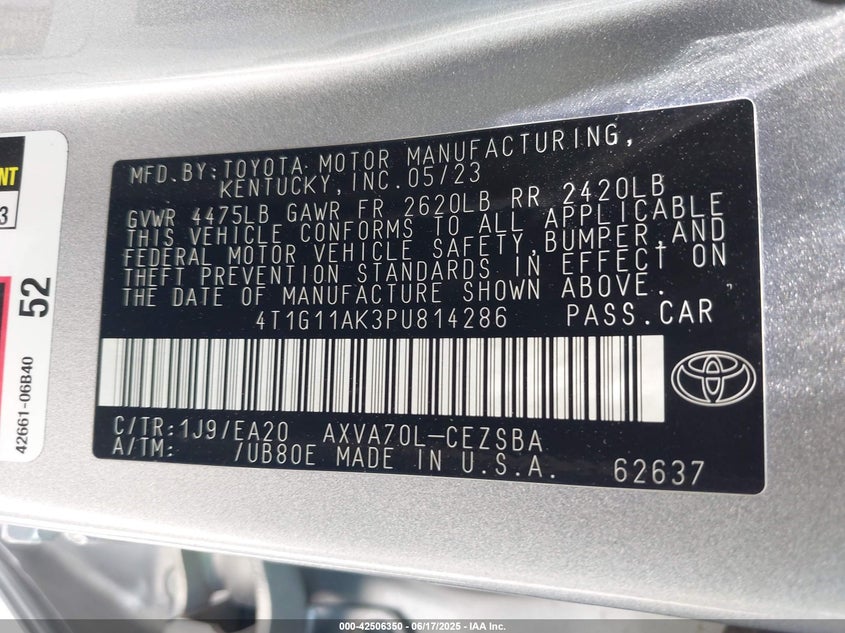 NT
3
52
42661-06B40
MFD.BY:TOYOTA MOTOR MANUFACTURING,
KENTUCKY,INC.05/23
GVWR 4475LB GAWR FR 2620LB RR 2420LB
THIS VEHICLE CONFORMS TO ALL APPLICABLE
FEDERAL MOTOR VEHICLE SAFETY,BUMPER,AND
THEFT PREVENTION STANDARDS IN EFFECT ON
THE DATE OF MANUFACTURE SHOWN ABOVE.
4T1G11AK3PU814286 PASS.CAR
C/TR:1J9/EA20 AXVA70L-CEZSBA
A/TM: /UB80E MADE IN U.S.A. 62637
000-42506350 | 06/17/2025 - IAA Inc.